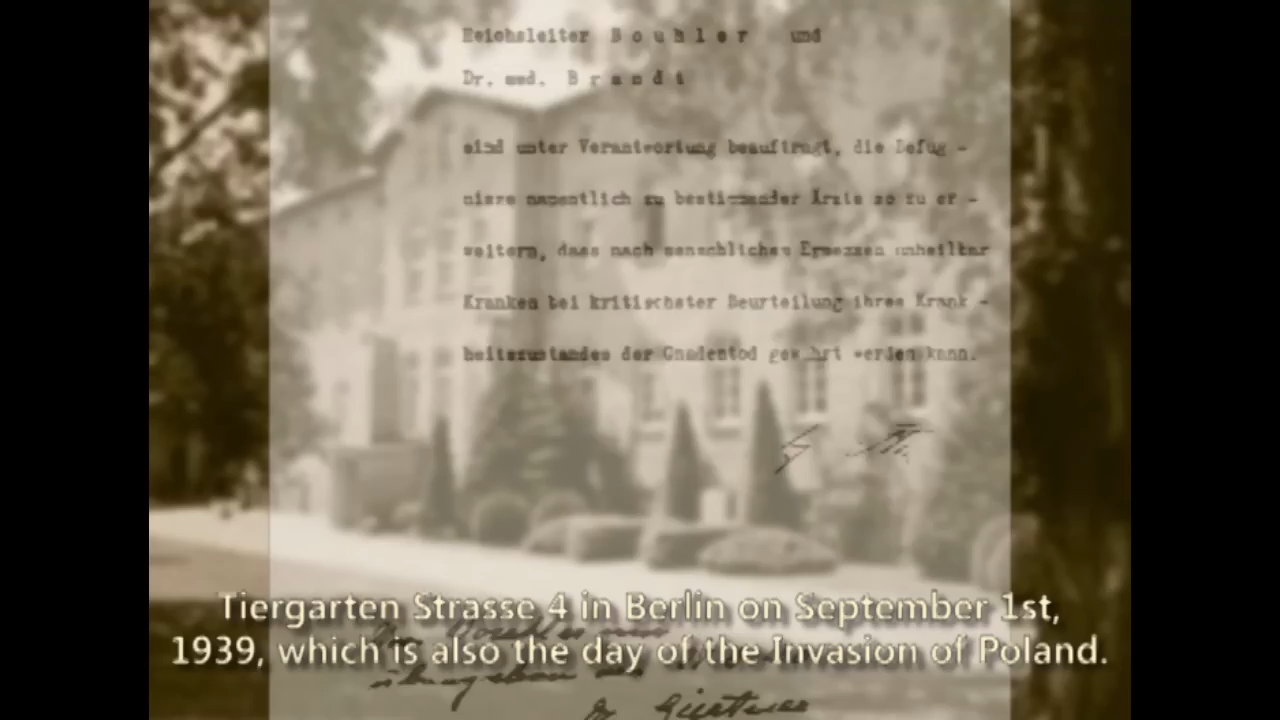 Reichsleiter Bouhler und
Dr. med. Brandt
sind unter Verantwortung beauftragt, die Befug -
nisse namentlich zu bestimmender Ärzte so zu er -
weitern, dass nach menschlichem Ermessen unheilbar
Kranken bei kritischster Beurteilung ihres Krank -
heitszustandes der Gnadentod gewährt werden kann.
Tiergarten Strasse 4 in Berlin on September 1st,
1939, which is also the day of the Invasion of Poland.